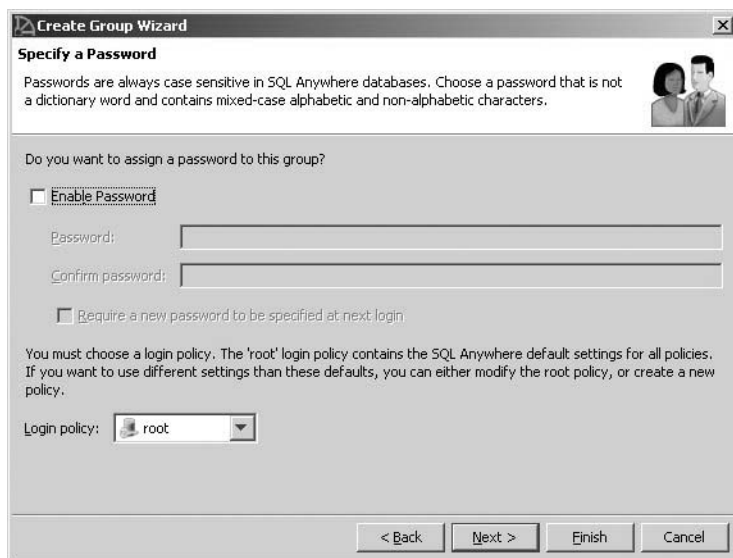 Create Group Wizard
Specify a Password
Passwords are always case sensitive in SQL Anywhere databases. Choose a password that is not
a dictionary word and contains mixed-case alphabetic and non-alphabetic characters.
Do you want to assign a password to this group?
Enable Password
Password:
Confirm password:
Require a new password to be specified at next login
You must choose a login policy. The 'root' login policy contains the SQL Anywhere default settings for all policies.
If you want to use different settings than these defaults, you can either modify the root policy, or create a new
policy.
Login policy: root
< Back Next > Finish Cancel